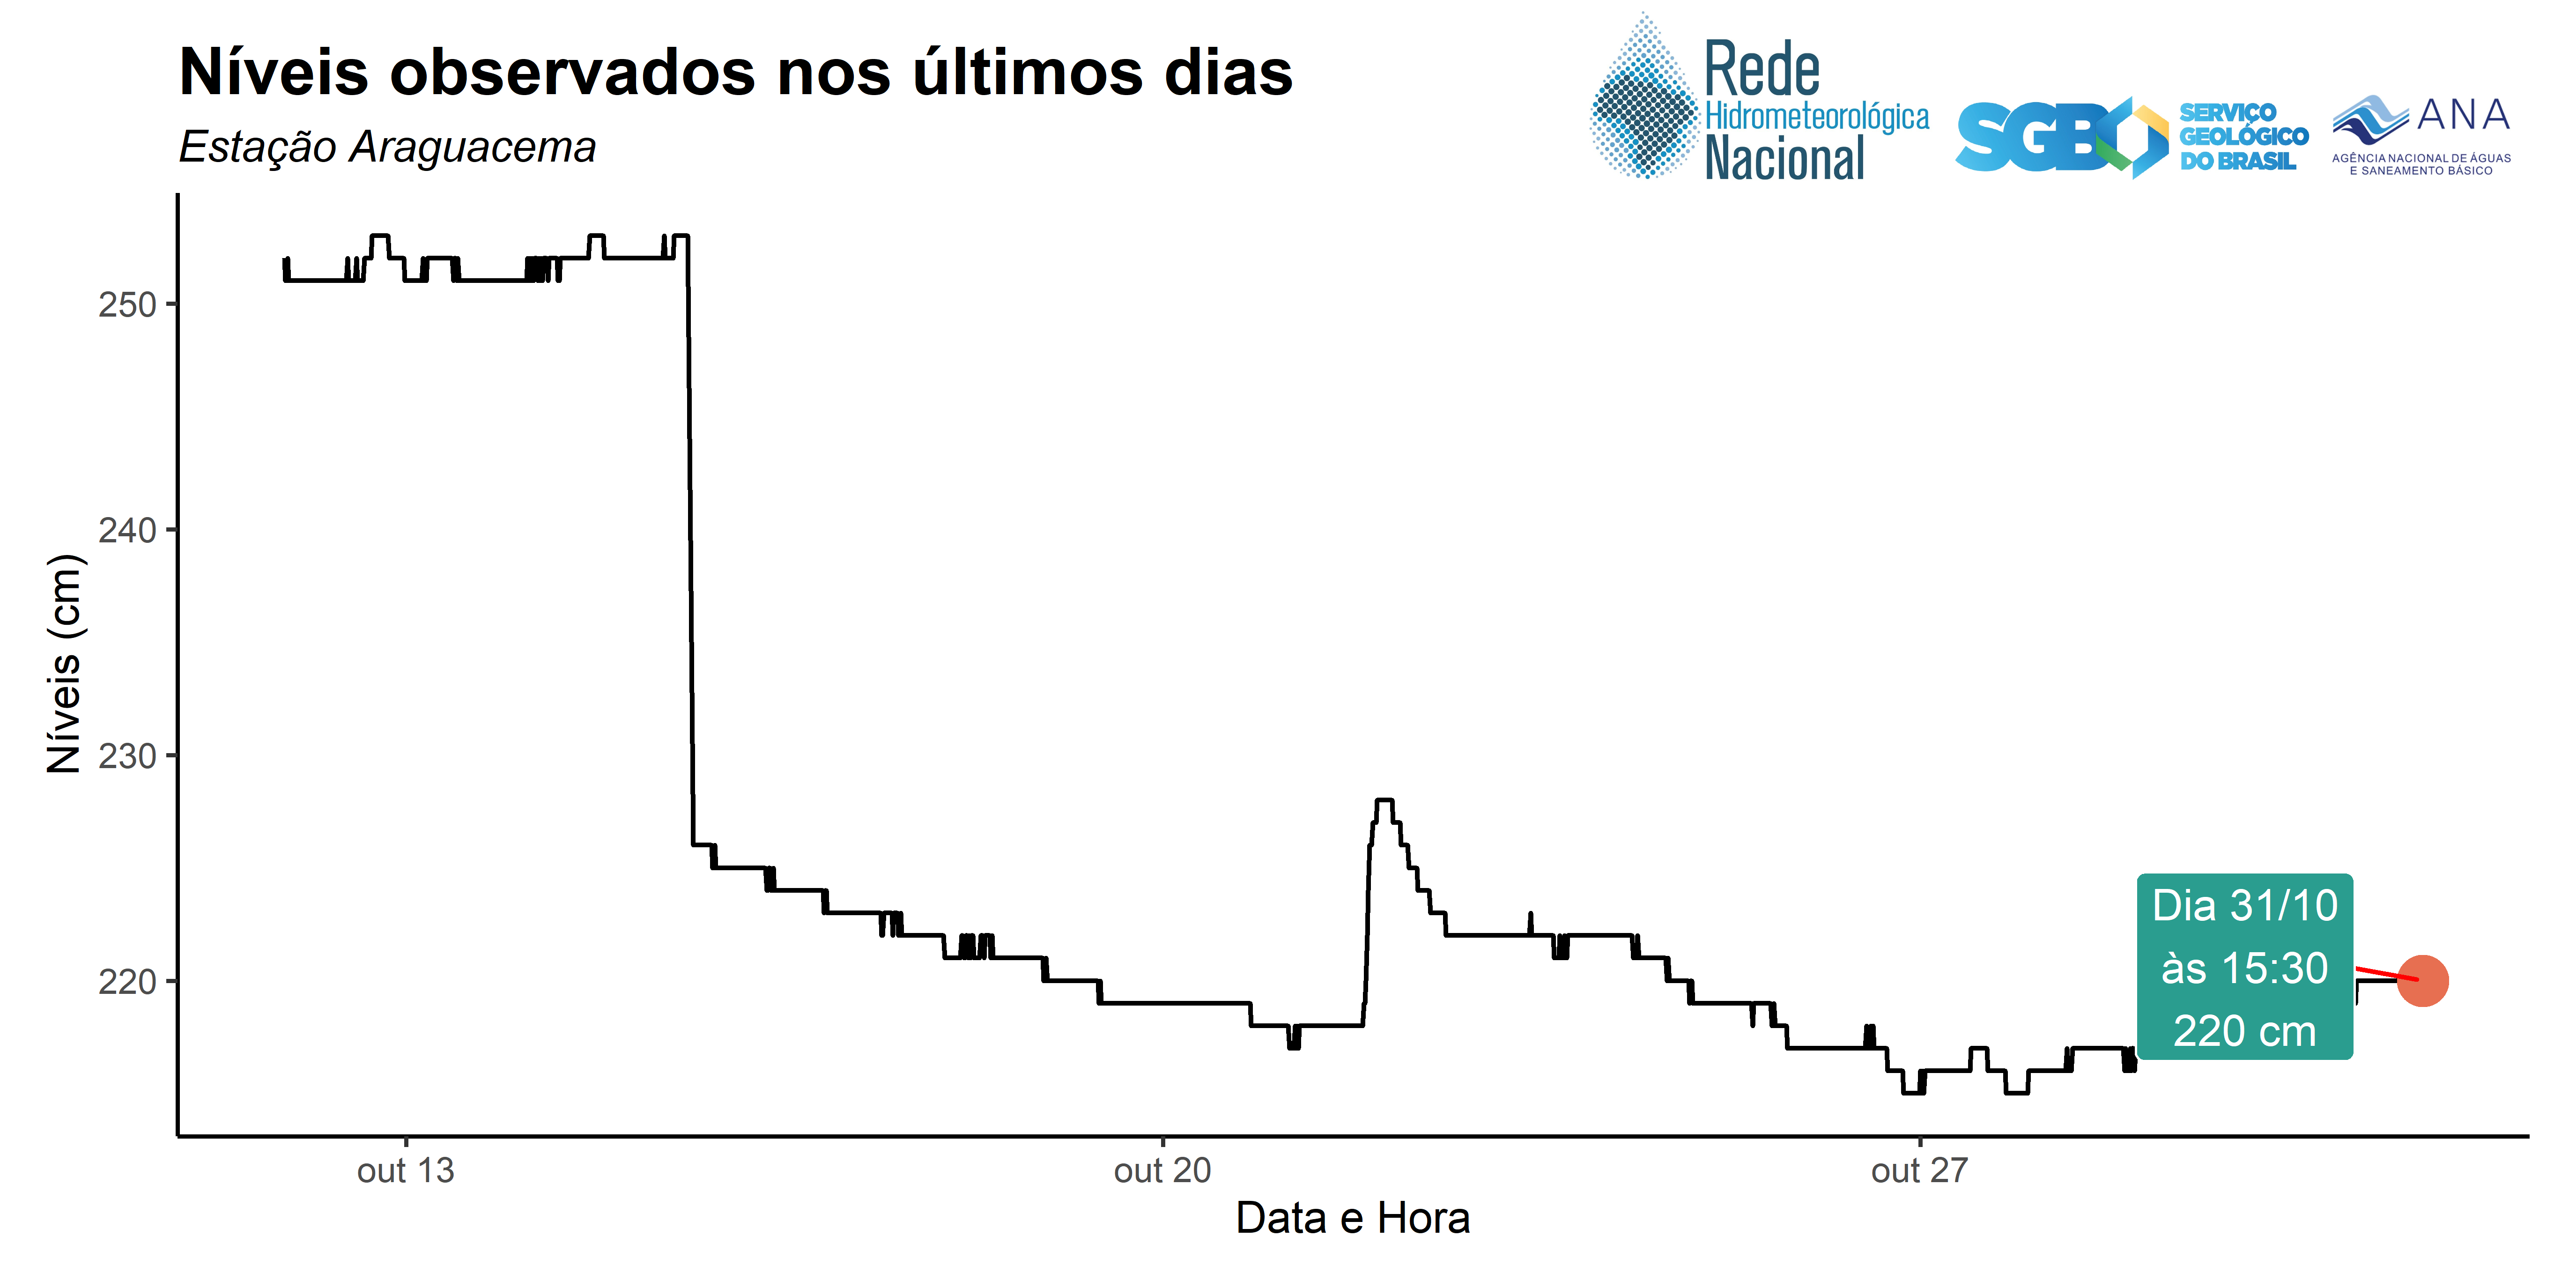 Níveis observados nos últimos dias
Estação Araguacema
Rede
Hidrometeorológica
Nacional
SGB
SERVIÇO
GEOLÓGICO
DO BRASIL
ANA
AGÊNCIA NACIONAL DE ÁGUAS
E SANEAMENTO BÁSICO
Níveis (cm)
250
240
230
220
Dia 31/10
às 15:30
220 cm
out 13
out 20
out 27
Data e Hora